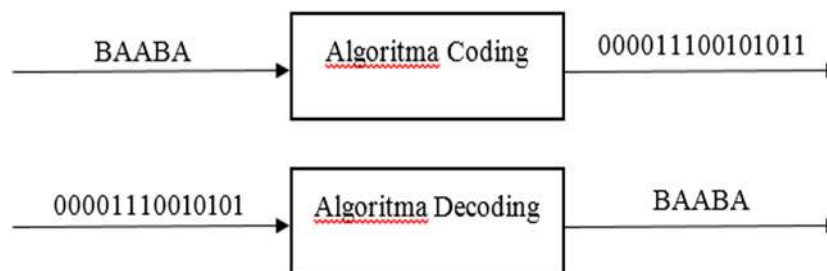 BAABA
Algoritma Coding
000011100101011
00001110010101
Algoritma Decoding
BAABA